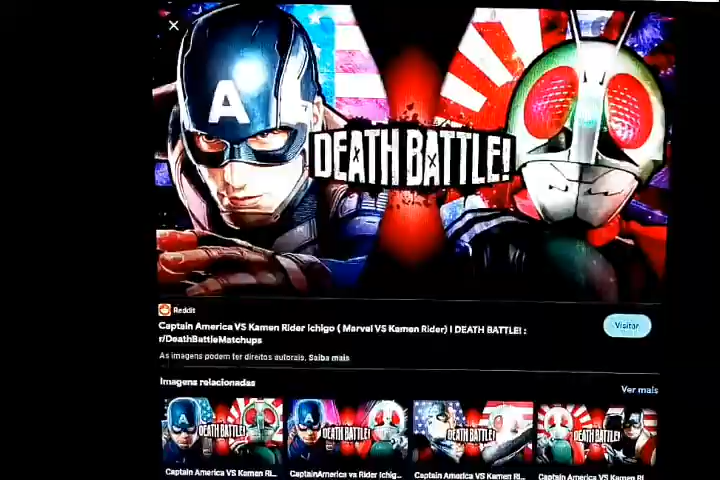 A
DEATH BATTLE!
Reddit
Captain America VS Kamen Rider Ichigo ( Marvel VS Kamen Rider) I DEATH BATTLE! :
r/DeathBattleMatchups
Visitar
As imagens podem ter direitos autorais. Saiba mais
Imagens relacionadas
Ver mais
DEATH BATTLE!
DEATH BATTLE!
DEATH BATTLE!
DEATH BATTLE!
Captain America VS Kamen Ri...
CaptainAmerica vs Rider Ichig...
Captain America VS Kamen Ri...
Captain America VS Kamen Ri...